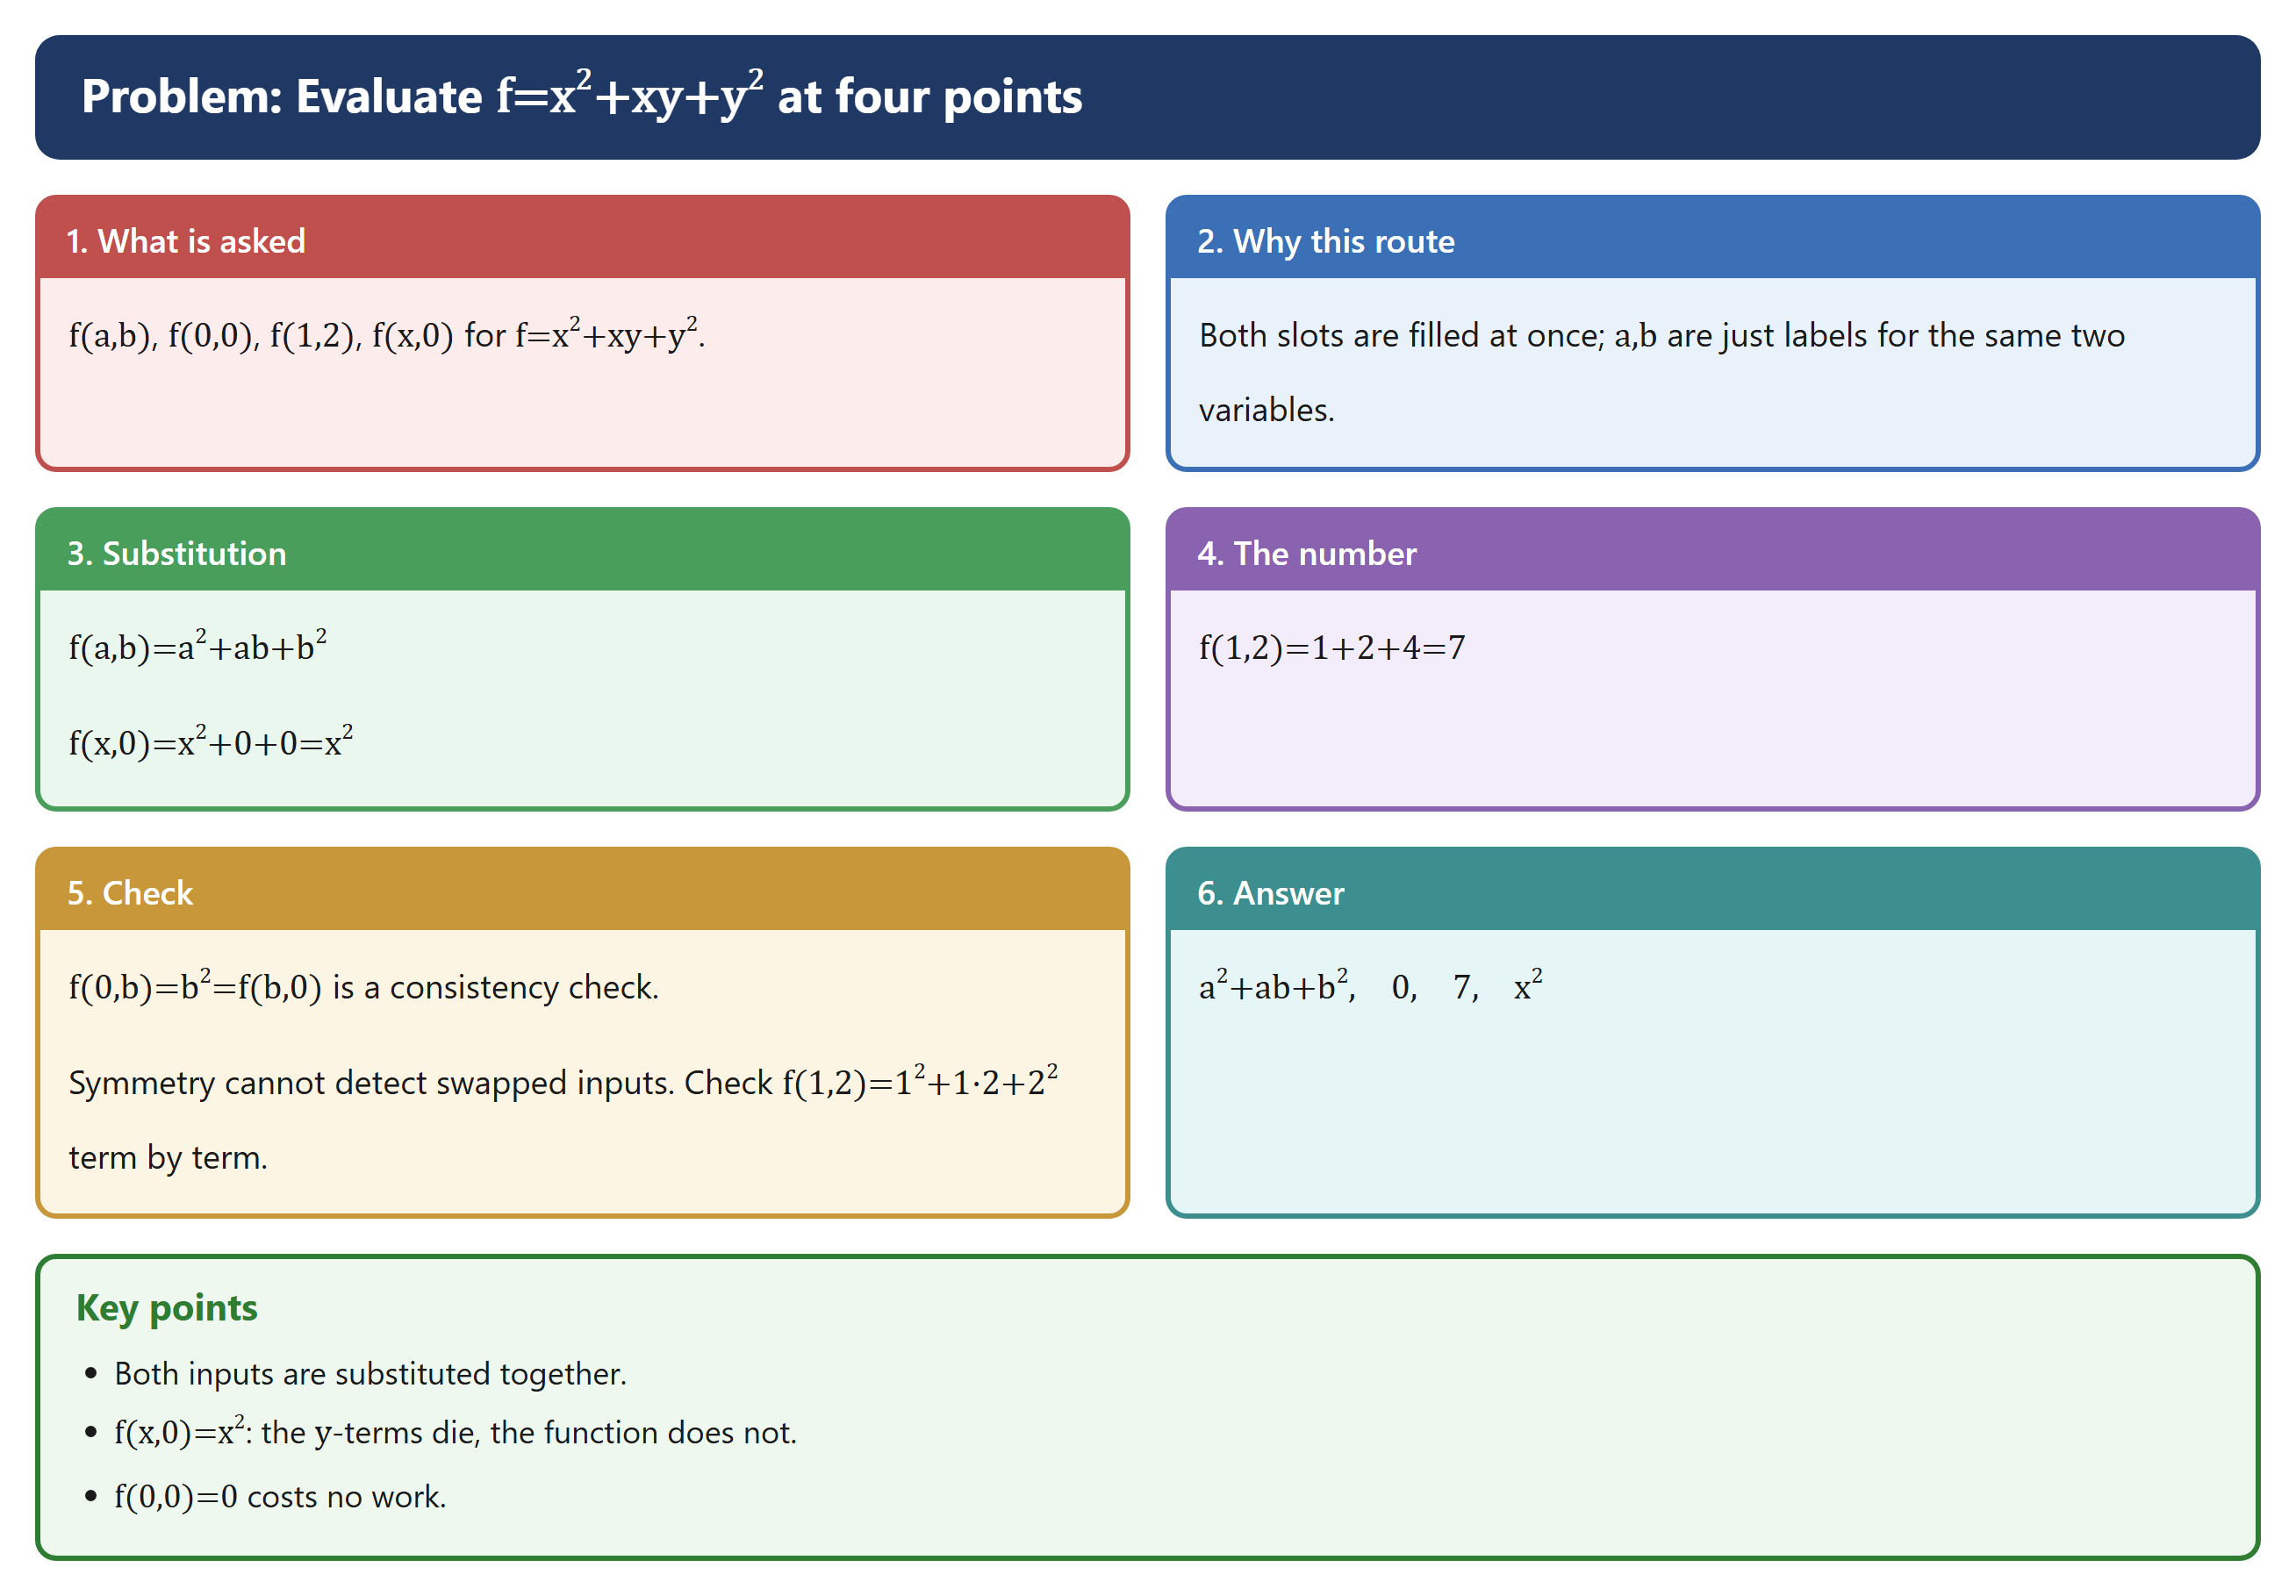 Problem: Evaluate f=x²+xy+y² at four points
1. What is asked
f(a,b), f(0,0), f(1,2), f(x,0) for f=x²+xy+y².
2. Why this route
Both slots are filled at once; a,b are just labels for the same two
variables.
3. Substitution
f(a,b)=a²+ab+b²
f(x,0)=x²+0+0=x²
4. The number
f(1,2)=1+2+4=7
5. Check
f(0,b)=b²=f(b,0) is a consistency check.
Symmetry cannot detect swapped inputs. Check f(1,2)=1²+1·2+2²
term by term.
6. Answer
a²+ab+b², 0, 7, x²
Key points
• Both inputs are substituted together.
• f(x,0)=x²: the y-terms die, the function does not.
• f(0,0)=0 costs no work.